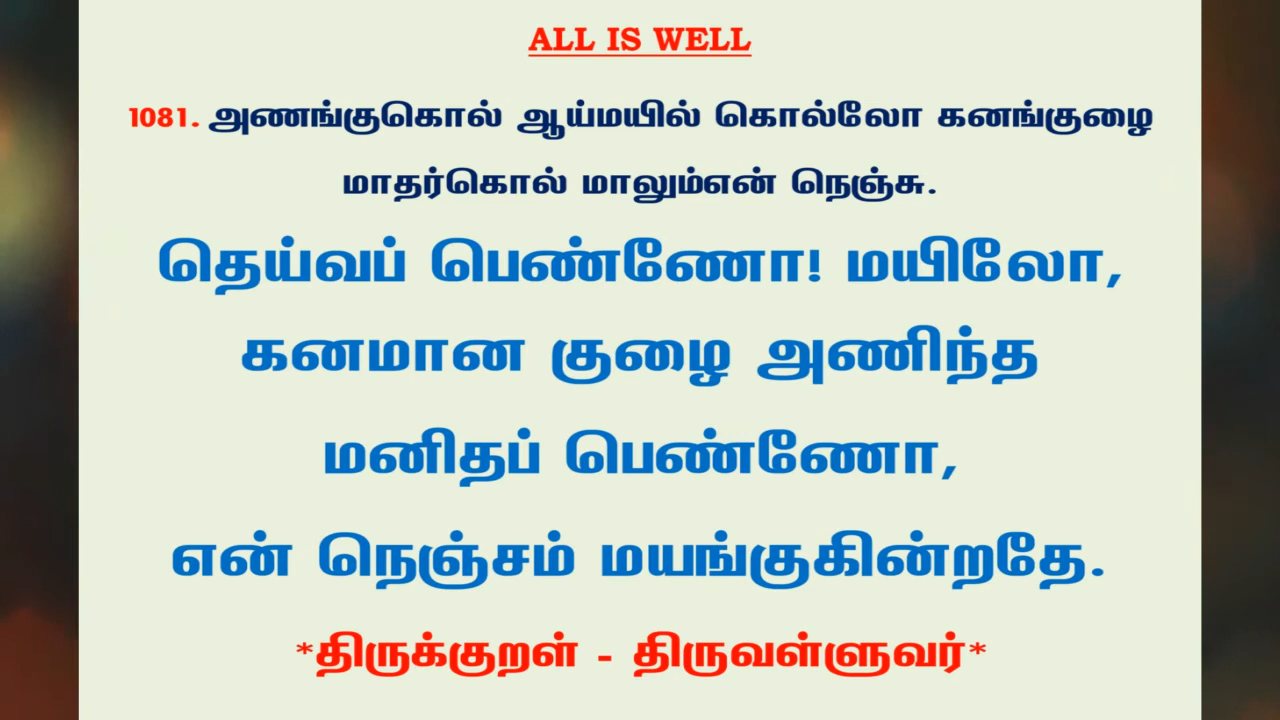 ALL IS WELL
1081. அணங்குகொல் ஆய்மயில் கொல்லோ கனங்குழை
மாதர்கொல் மாலும்என் நெஞ்சு.
தெய்வப் பெண்ணோ! மயிலோ,
கனமான குழை அணிந்த
மனிதப் பெண்ணோ,
என் நெஞ்சம் மயங்குகின்றதே.
*திருக்குறள் - திருவள்ளுவர்*